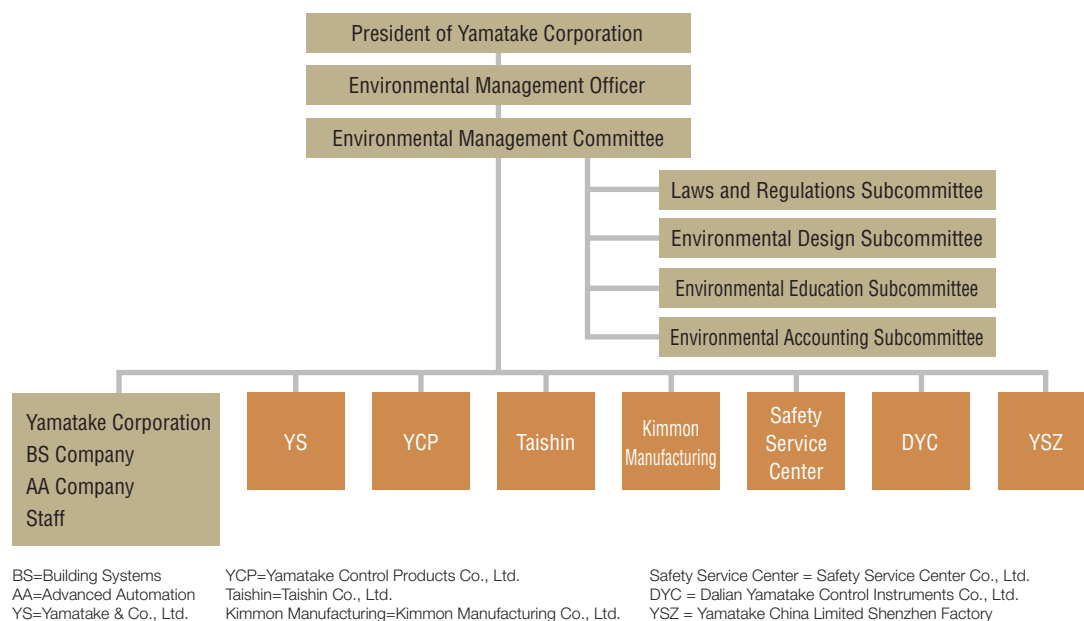 President of Yamatake Corporation
Environmental Management Officer
Environmental Management Committee
Laws and Regulations Subcommittee
Environmental Design Subcommittee
Environmental Education Subcommittee
Environmental Accounting Subcommittee
Yamatake Corporation
BS Company
AA Company
Staff
YS
YCP
Taishin
Kimmon
Manufacturing
Safety
Service
Center
DYC
YSZ
BS=Building Systems
AA=Advanced Automation
YS=Yamatake & Co., Ltd.
YCP=Yamatake Control Products Co., Ltd.
Taishin=Taishin Co., Ltd.
Kimmon Manufacturing=Kimmon Manufacturing Co., Ltd.
Safety Service Center = Safety Service Center Co., Ltd.
DYC = Dalian Yamatake Control Instruments Co., Ltd.
YSZ = Yamatake China Limited Shenzhen Factory